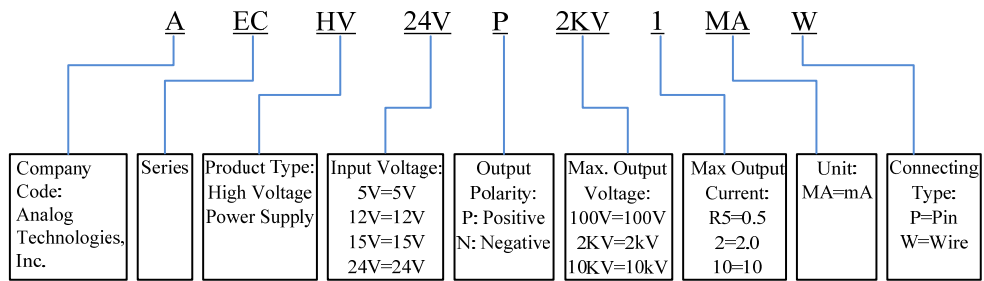 A EC HV 24V P 2KV 1 MA W
Company
Code:
Analog
Technologies,
Inc.
Series
Product Type:
High Voltage
Power Supply
Input Voltage:
5V=5V
12V=12V
15V=15V
24V=24V
Output
Polarity:
P: Positive
N: Negative
Max. Output
Voltage:
100V=100V
2KV=2kV
10KV=10kV
Max Output
Current:
R5=0.5
2=2.0
10=10
Unit:
MA=mA
Connecting
Type:
P=Pin
W=Wire